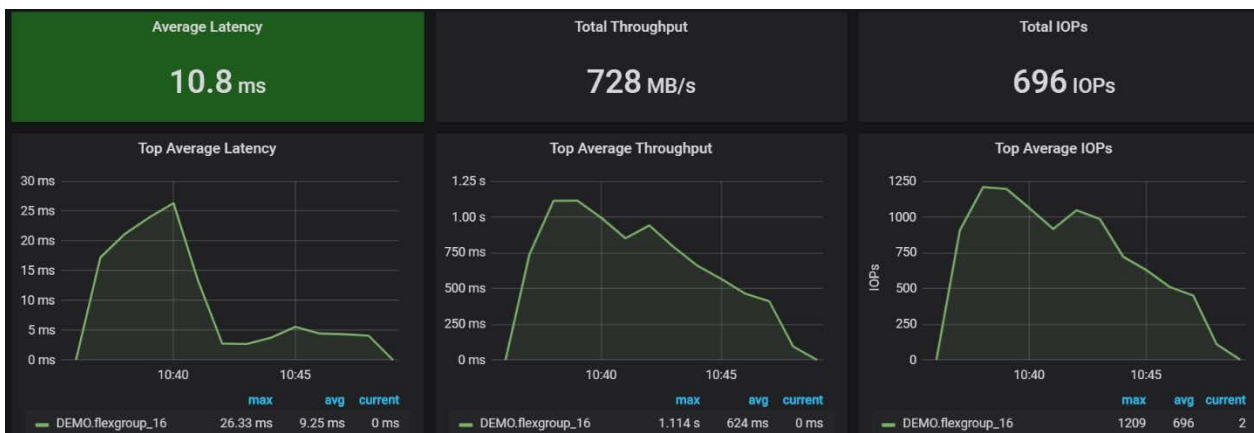 Average Latency
Total Throughput
Total IOPs
10.8 ms
728 MB/s
696 IOPs
Top Average Latency
30 ms
25 ms
20 ms
15 ms
10 ms
5 ms
0 ms
10:40 10:45
max avg current
DEMO.flexgroup_16 26.33 ms 9.25 ms 0 ms
Top Average Throughput
1.25 s
1.00 s
750 ms
500 ms
250 ms
0 ms
10:40 10:45
max avg current
DEMO.flexgroup_16 1.114 s 624 ms 0 ms
Top Average IOPs
IOPs
1250
1000
750
500
250
0
10:40 10:45
max avg current
DEMO.flexgroup_16 1209 696 2